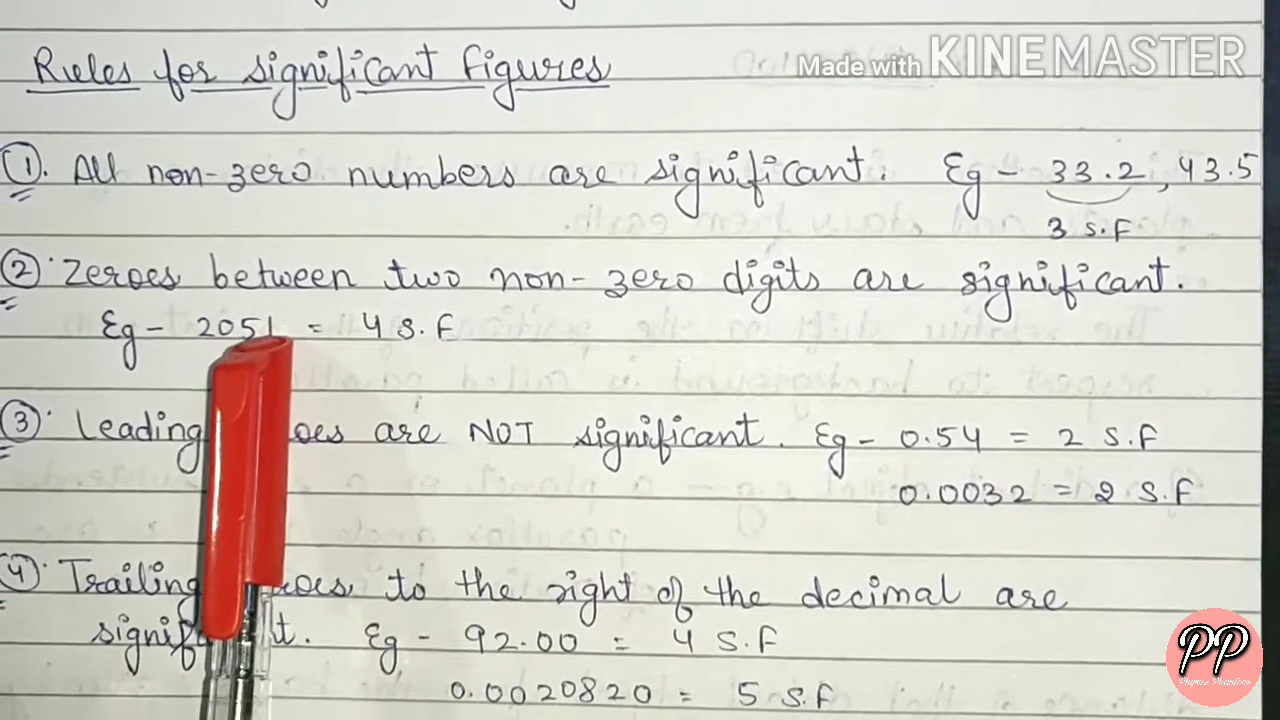 Made with KINEMASTER
Rules for significant figures
①. All non-zero numbers are significant. Eg - 33.2, 43.5
3 S.F
② Zeroes between two non-zero digits are significant.
Eg - 2051 = 4 S.F
③ Leading oes are NOT significant. Eg - 0.54 = 2 S.F
0.0032 = 2 S.F
④ Trailing roes to the right of the decimal are
signif t. Eg - 92.00 = 4 S.F
0.0020820 = 5 S.F
PP